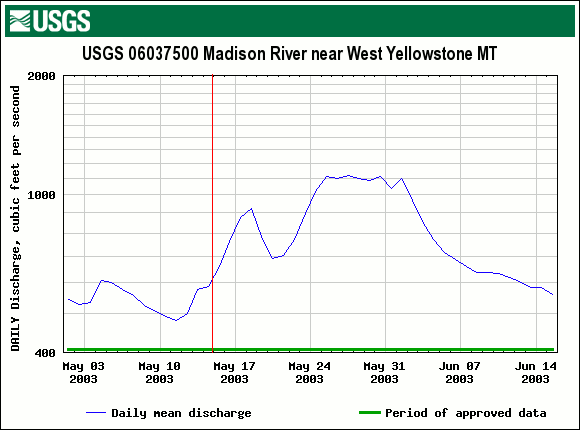 USGS
USGS 06037500 Madison River near West Yellowstone MT
DAILY Discharge, cubic feet per second
2000
1000
400
May 03 May 10 May 17 May 24 May 31 Jun 07 Jun 14
2003 2003 2003 2003 2003 2003 2003
Daily mean discharge Period of approved data